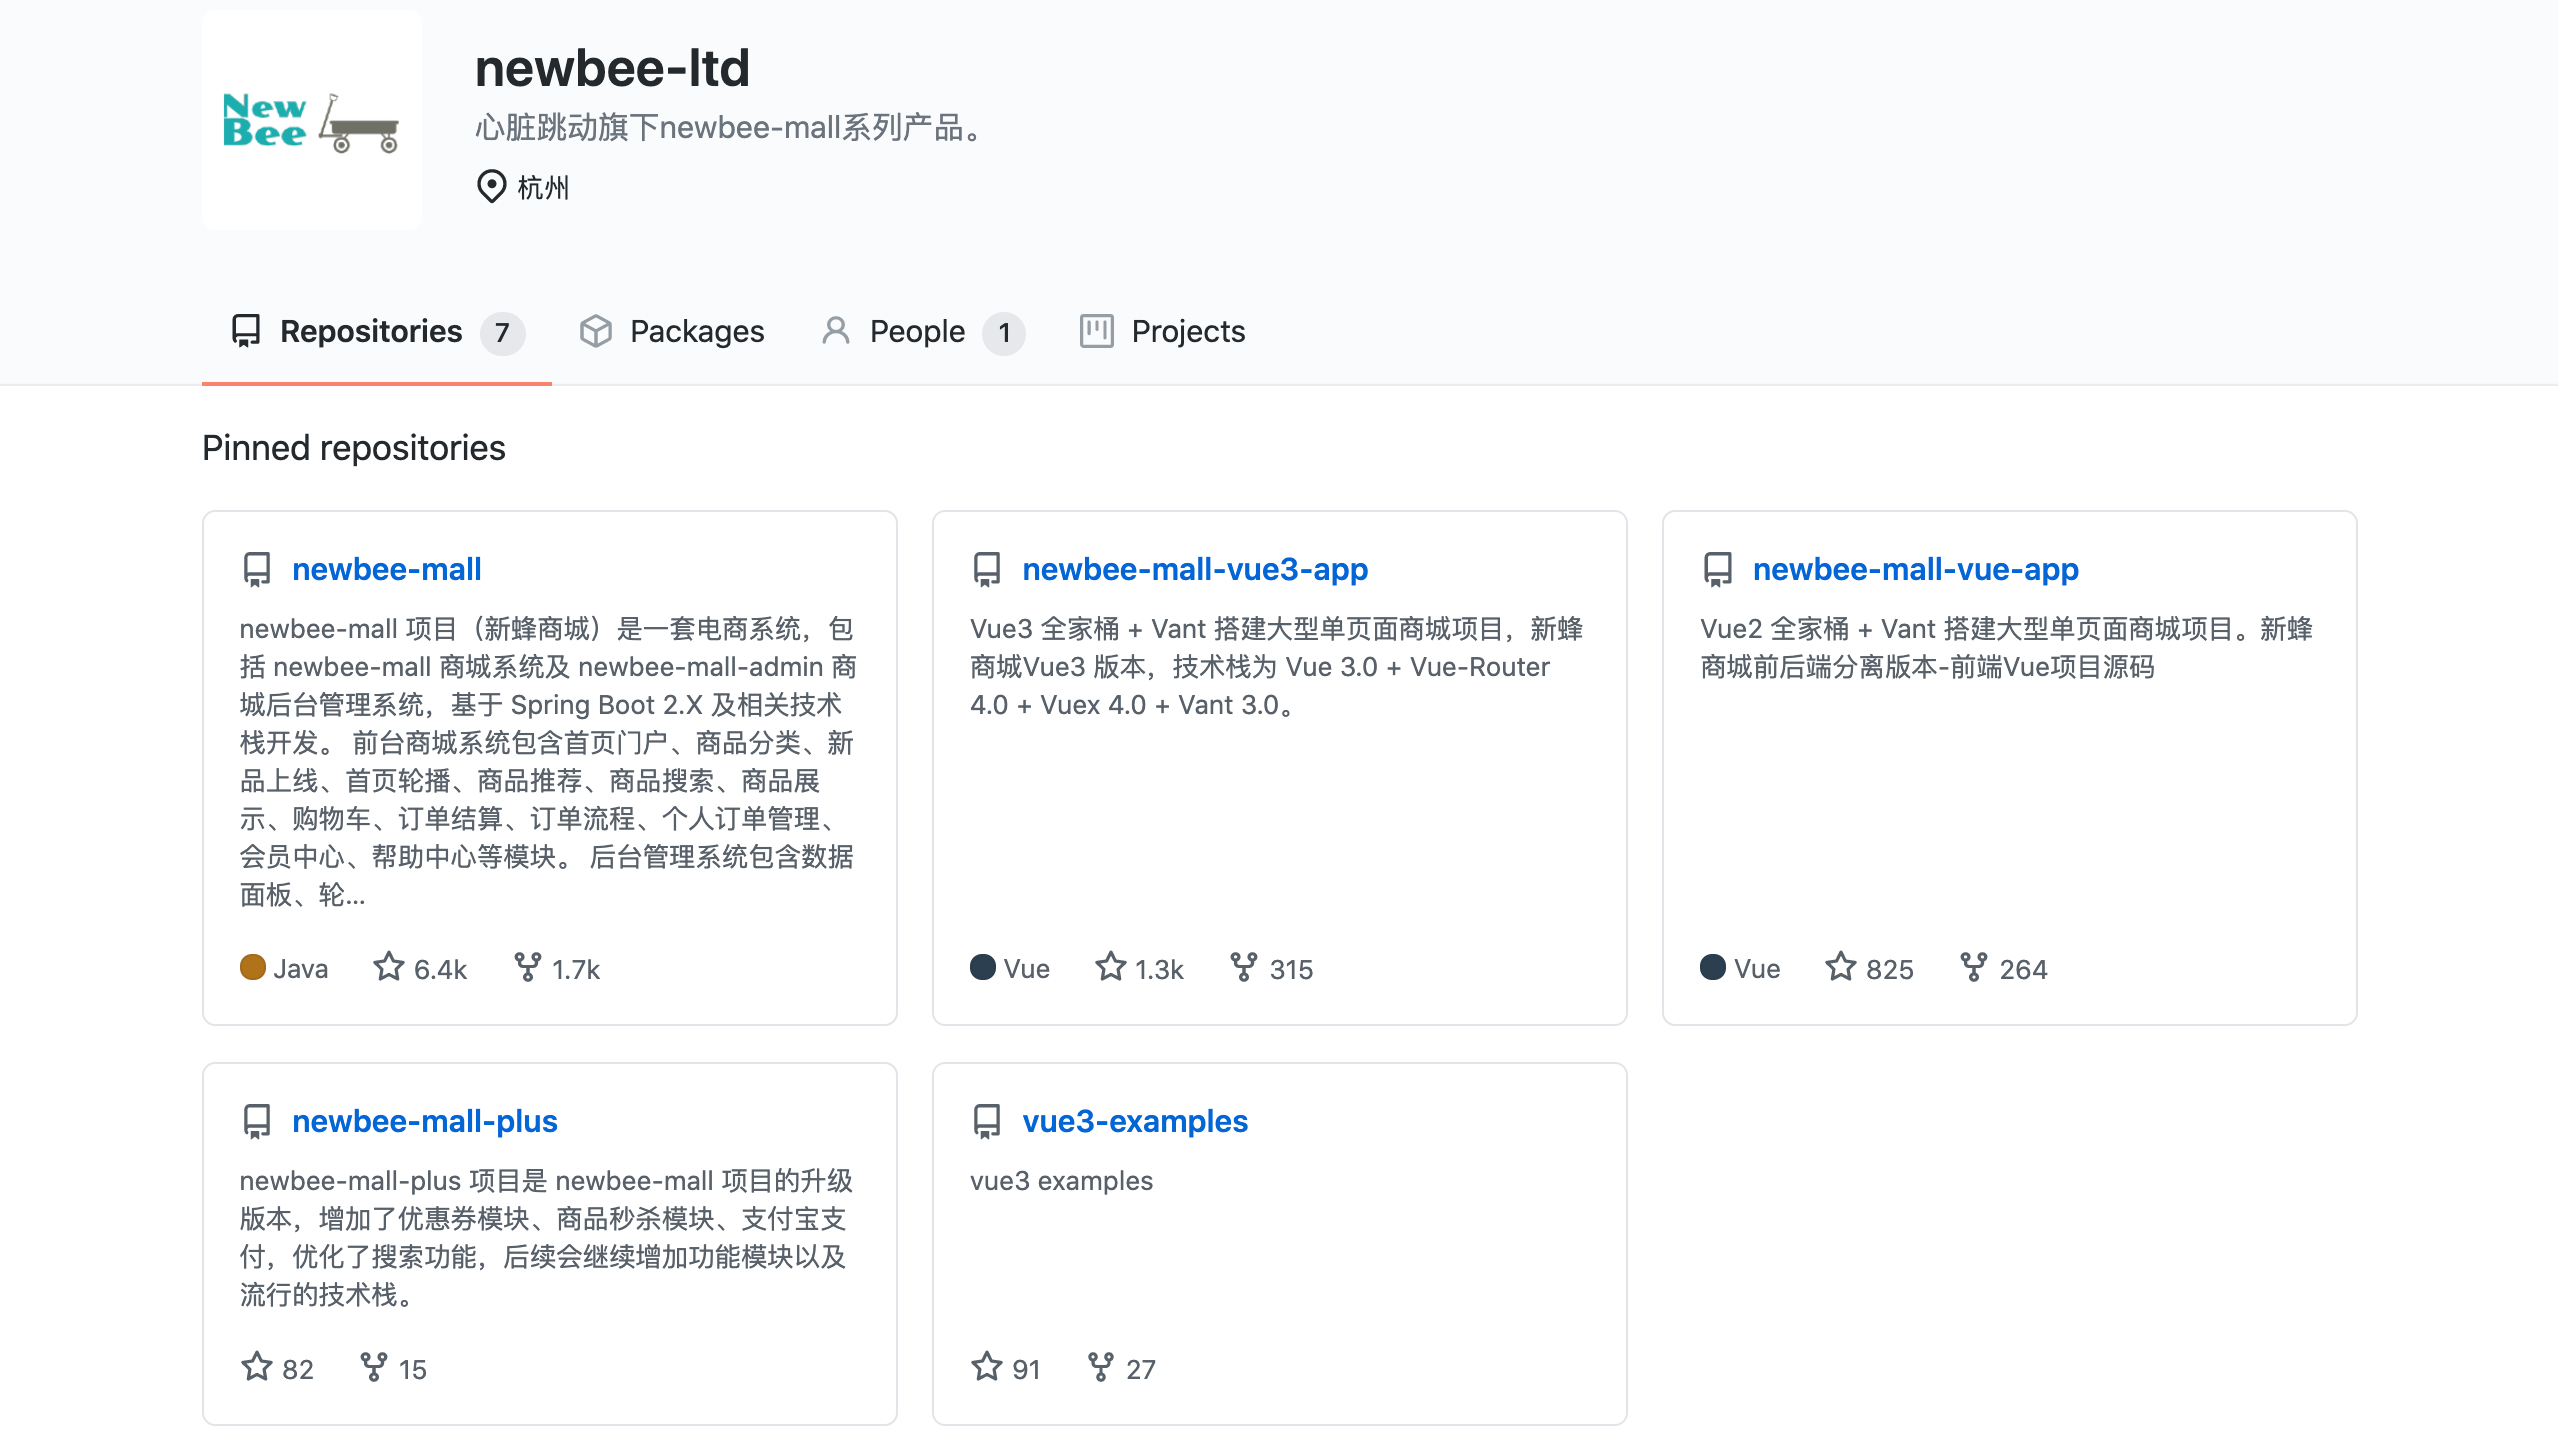 New
Bee
newbee-ltd
心脏跳动旗下newbee-mall系列产品。
杭州
Repositories 7 Packages People 1 Projects
Pinned repositories
newbee-mall
newbee-mall 项目（新蜂商城）是一套电商系统，包
括 newbee-mall 商城系统及 newbee-mall-admin 商
城后台管理系统，基于 Spring Boot 2.X 及相关技术
栈开发。 前台商城系统包含首页门户、商品分类、新
品上线、首页轮播、商品推荐、商品搜索、商品展
示、购物车、订单结算、订单流程、个人订单管理、
会员中心、帮助中心等模块。 后台管理系统包含数据
面板、轮...
Java 6.4k 1.7k
newbee-mall-vue3-app
Vue3 全家桶 + Vant 搭建大型单页面商城项目，新蜂
商城Vue3 版本，技术栈为 Vue 3.0 + Vue-Router
4.0 + Vuex 4.0 + Vant 3.0。
Vue 1.3k 315
newbee-mall-vue-app
Vue2 全家桶 + Vant 搭建大型单页面商城项目。新蜂
商城前后端分离版本-前端Vue项目源码
Vue 825 264
newbee-mall-plus
newbee-mall-plus 项目是 newbee-mall 项目的升级
版本，增加了优惠券模块、商品秒杀模块、支付宝支
付，优化了搜索功能，后续会继续增加功能模块以及
流行的技术栈。
82 15
vue3-examples
vue3 examples
91 27